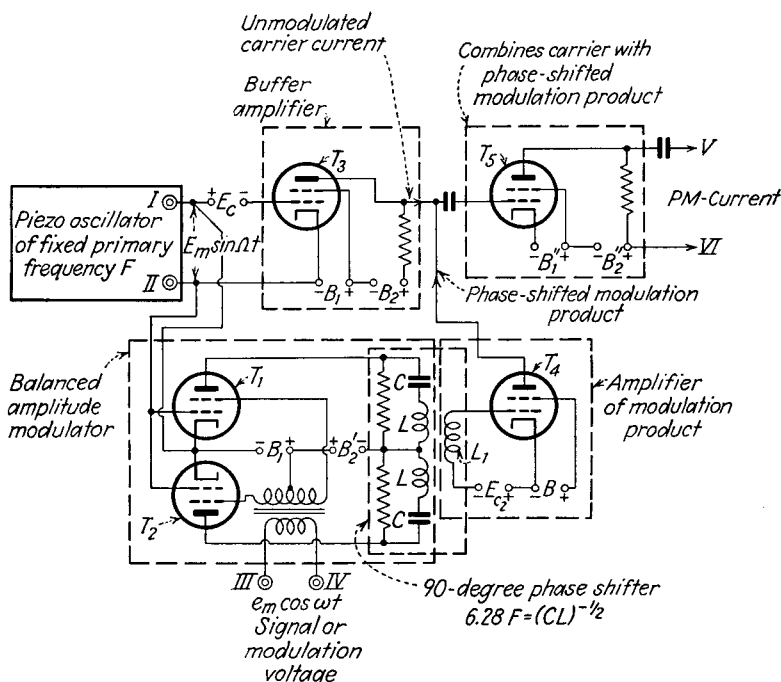 Unmodulated
carrier current
Combines carrier with
phase-shifted
modulation product
Buffer
amplifier
T3
T5
V
I
+ Ec -
Piezo oscillator
of fixed primary
frequency F
Em sin Ωt
PM-Current
II
- B1 +
- B2 +
- B1'' +
- B2'' +
VI
Phase-shifted modulation
product
Balanced
amplitude
modulator
T1
C
L
T4
Amplifier
of modulation
product
- B1 +
+ B2' -
L
L1
T2
C
Ec2 +
- B +
III
IV
em cos ωt
Signal or
modulation
voltage
90-degree phase shifter
6.28 F=(CL)^-1/2